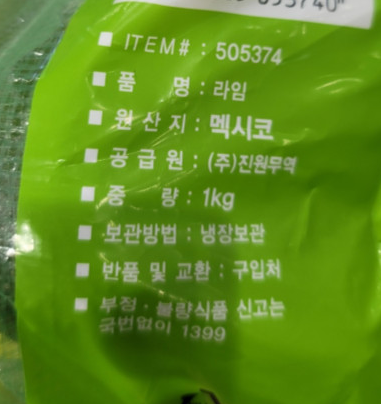 ■ ITEM# : 505374
■ 품 명 : 라임
■ 원 산 지 : 멕시코
■ 공 급 원 : (주)진원무역
■ 중 량 : 1kg
■ 보관방법 : 냉장보관
■ 반품 및 교환 : 구입처
■ 부정 · 불량식품 신고는
국번없이 1399